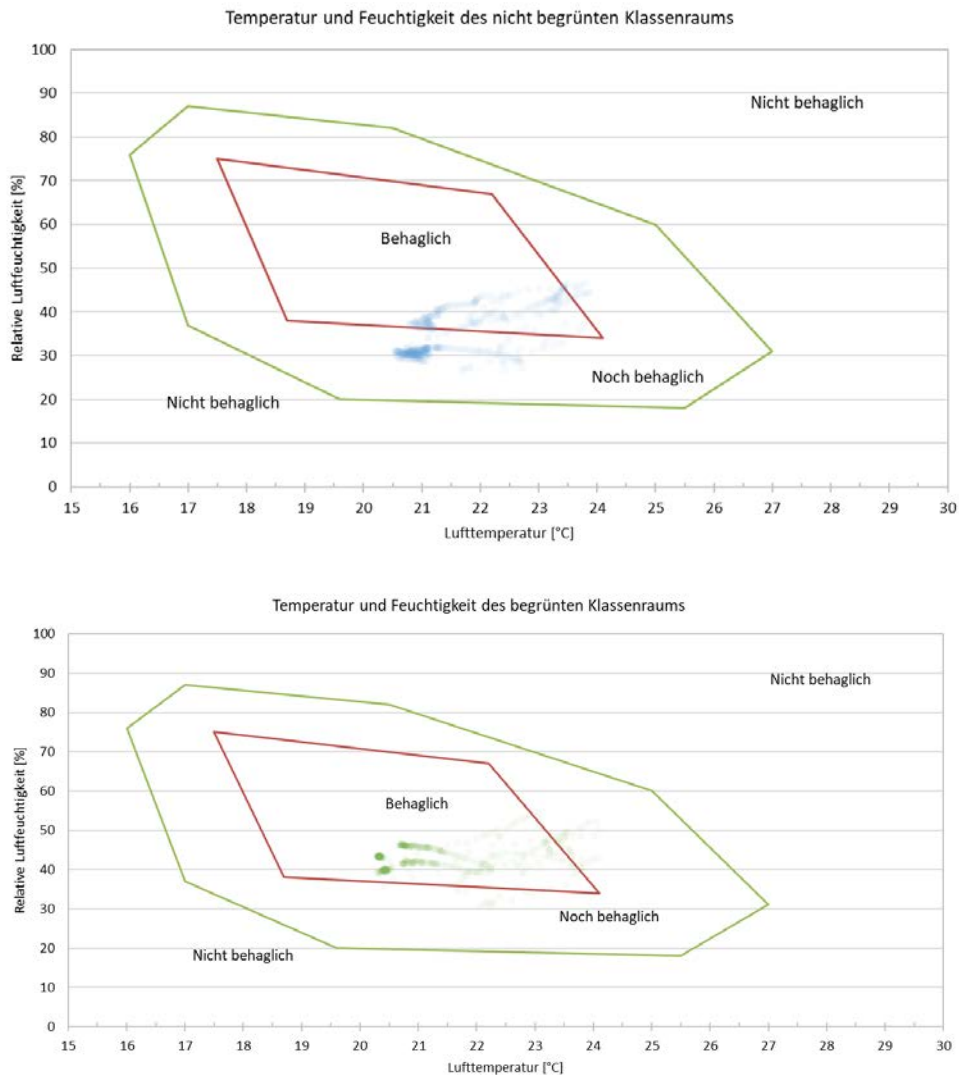 Temperatur und Feuchtigkeit des nicht begrünten Klassenraums
100
90
80
70
60
50
40
30
20
10
0
Relative Luftfeuchtigkeit [%]
Nicht behaglich
Behaglich
Noch behaglich
Nicht behaglich
15 16 17 18 19 20 21 22 23 24 25 26 27 28 29 30
Lufttemperatur [°C]
Temperatur und Feuchtigkeit des begrünten Klassenraums
100
90
80
70
60
50
40
30
20
10
0
Relative Luftfeuchtigkeit [%]
Nicht behaglich
Behaglich
Noch behaglich
Nicht behaglich
15 16 17 18 19 20 21 22 23 24 25 26 27 28 29 30
Lufttemperatur [°C]